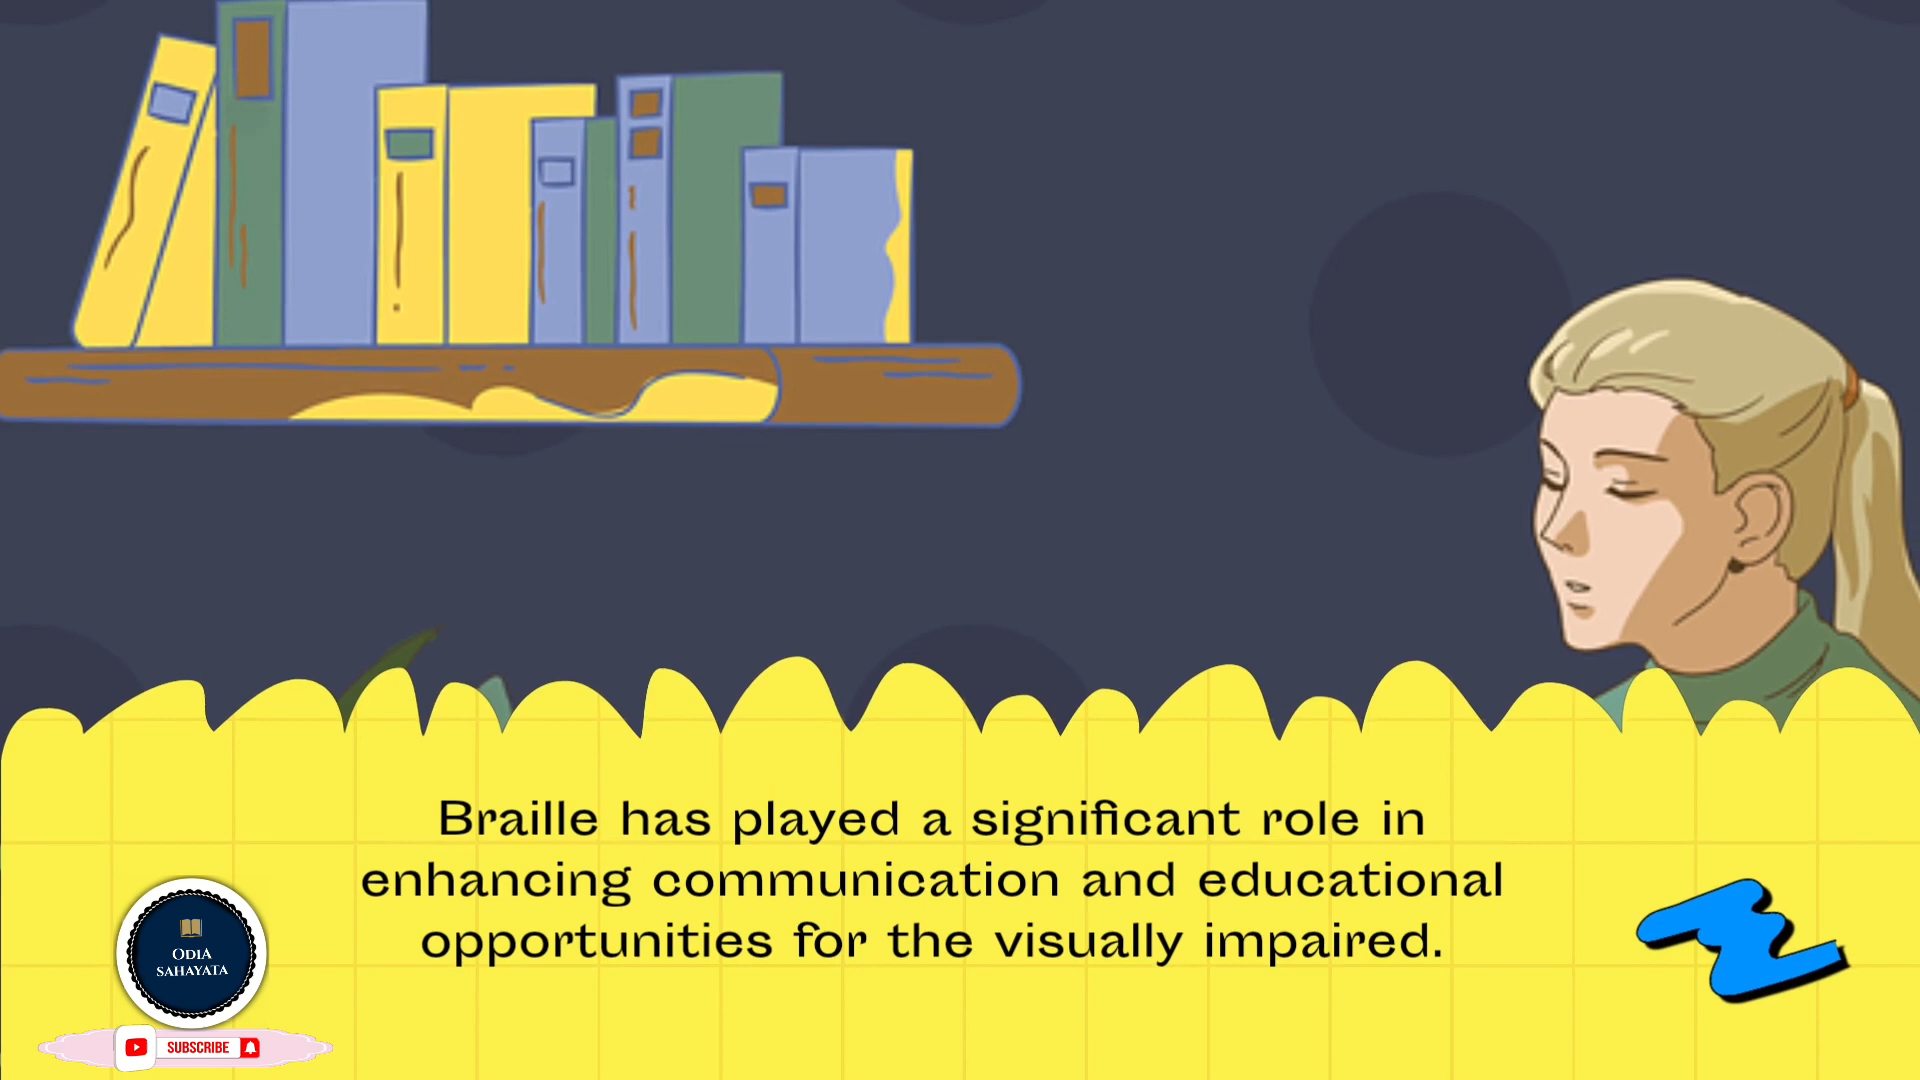 Braille has played a significant role in
enhancing communication and educational
opportunities for the visually impaired.
ODIA
SAHAYATA
SUBSCRIBE